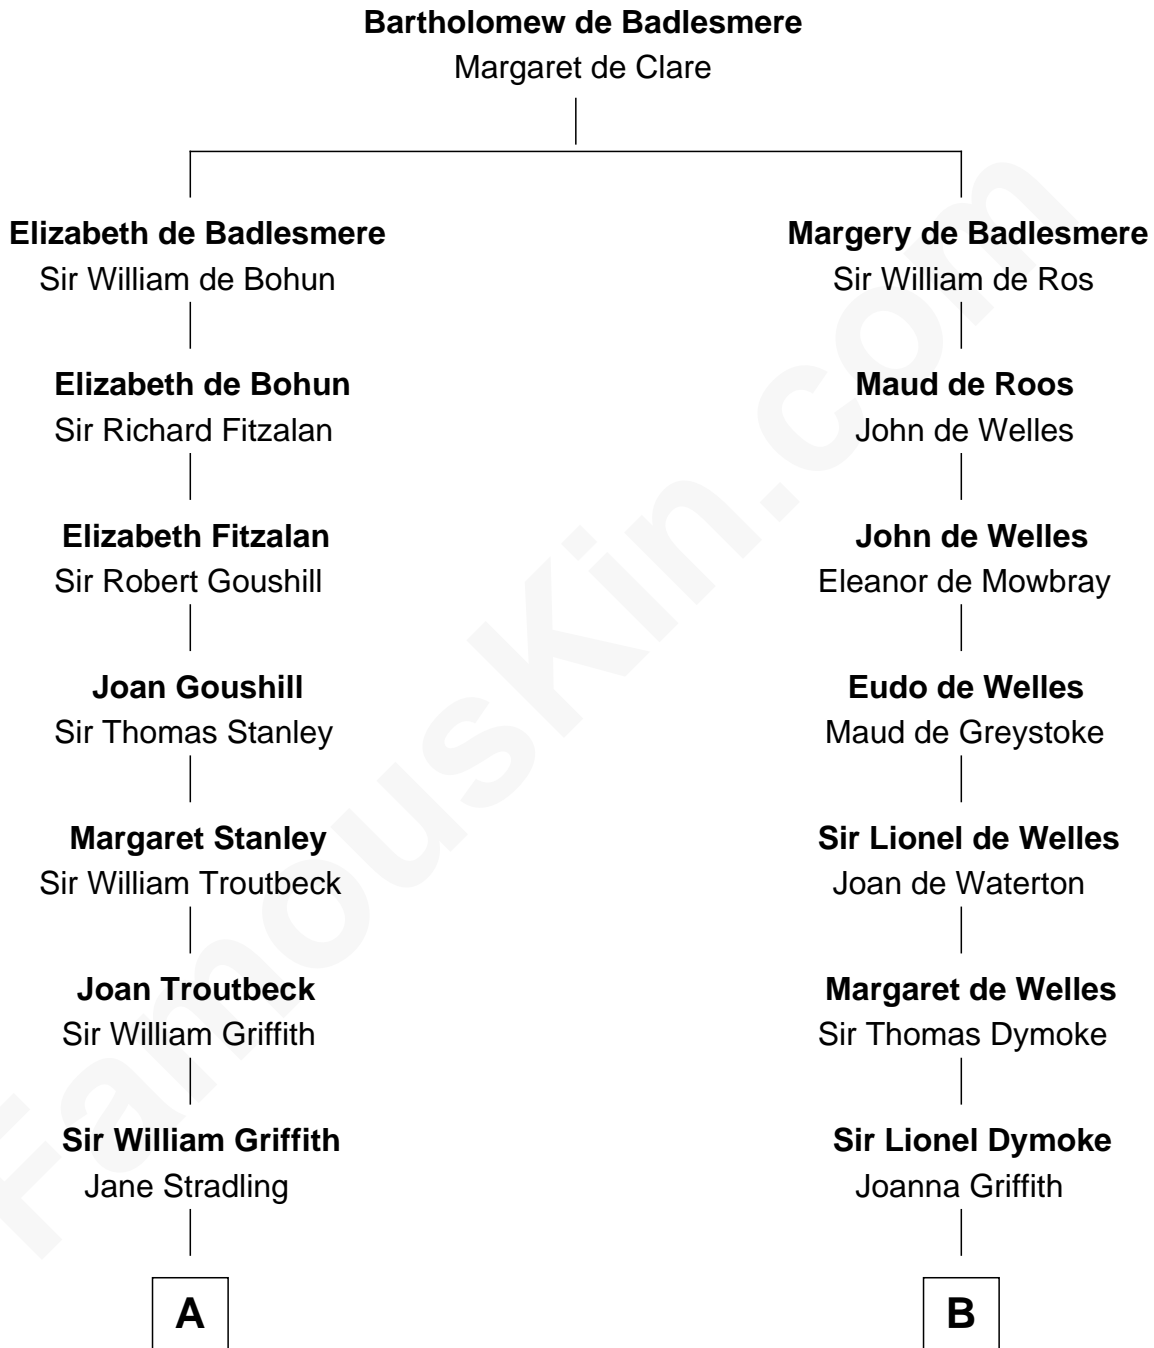 Bartholomew de Badlesmere
Margaret de Clare
Elizabeth de Badlesmere
Sir William de Bohun
Margery de Badlesmere
Sir William de Ros
Elizabeth de Bohun
Sir Richard Fitzalan
Maud de Roos
John de Welles
Elizabeth Fitzalan
Sir Robert Goushill
John de Welles
Eleanor de Mowbray
Joan Goushill
Sir Thomas Stanley
Eudo de Welles
Maud de Greystoke
Margaret Stanley
Sir William Troutbeck
Sir Lionel de Welles
Joan de Waterton
Joan Troutbeck
Sir William Griffith
Margaret de Welles
Sir Thomas Dymoke
Sir William Griffith
Jane Stradling
Sir Lionel Dymoke
Joanna Griffith
A
B
FamousKin.com